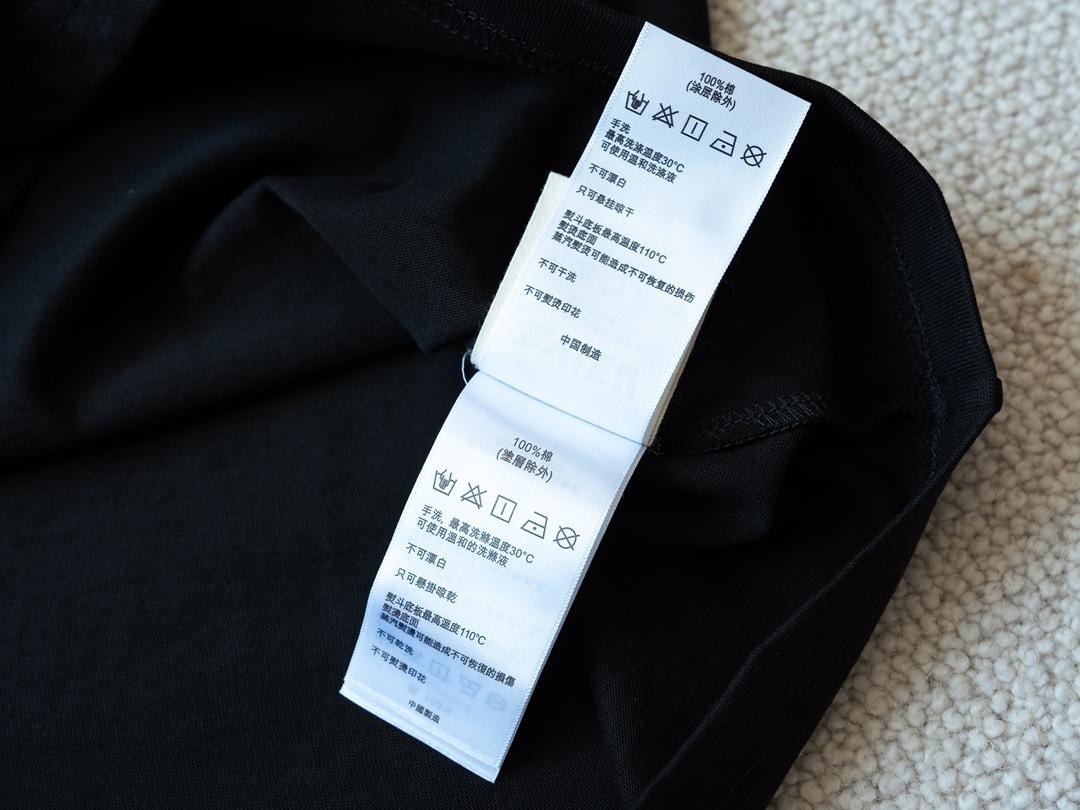 100%棉
(涂层除外)
手洗
最高洗涤温度30°C
可使用温和洗涤液
不可漂白
只可悬挂晾干
熨斗底板最高温度110°C
熨烫底面
蒸汽熨烫可能造成不可恢复的损伤
不可干洗
不可熨烫印花
中国制造
100%棉
(塗層除外)
手洗，最高洗滌溫度30°C
可使用溫和的洗滌液
不可漂白
只可懸掛晾乾
熨斗底板最高溫度110°C
熨燙底面
蒸汽熨燙可能造成不可恢復的損傷
不可乾洗
不可熨燙印花
中國製造